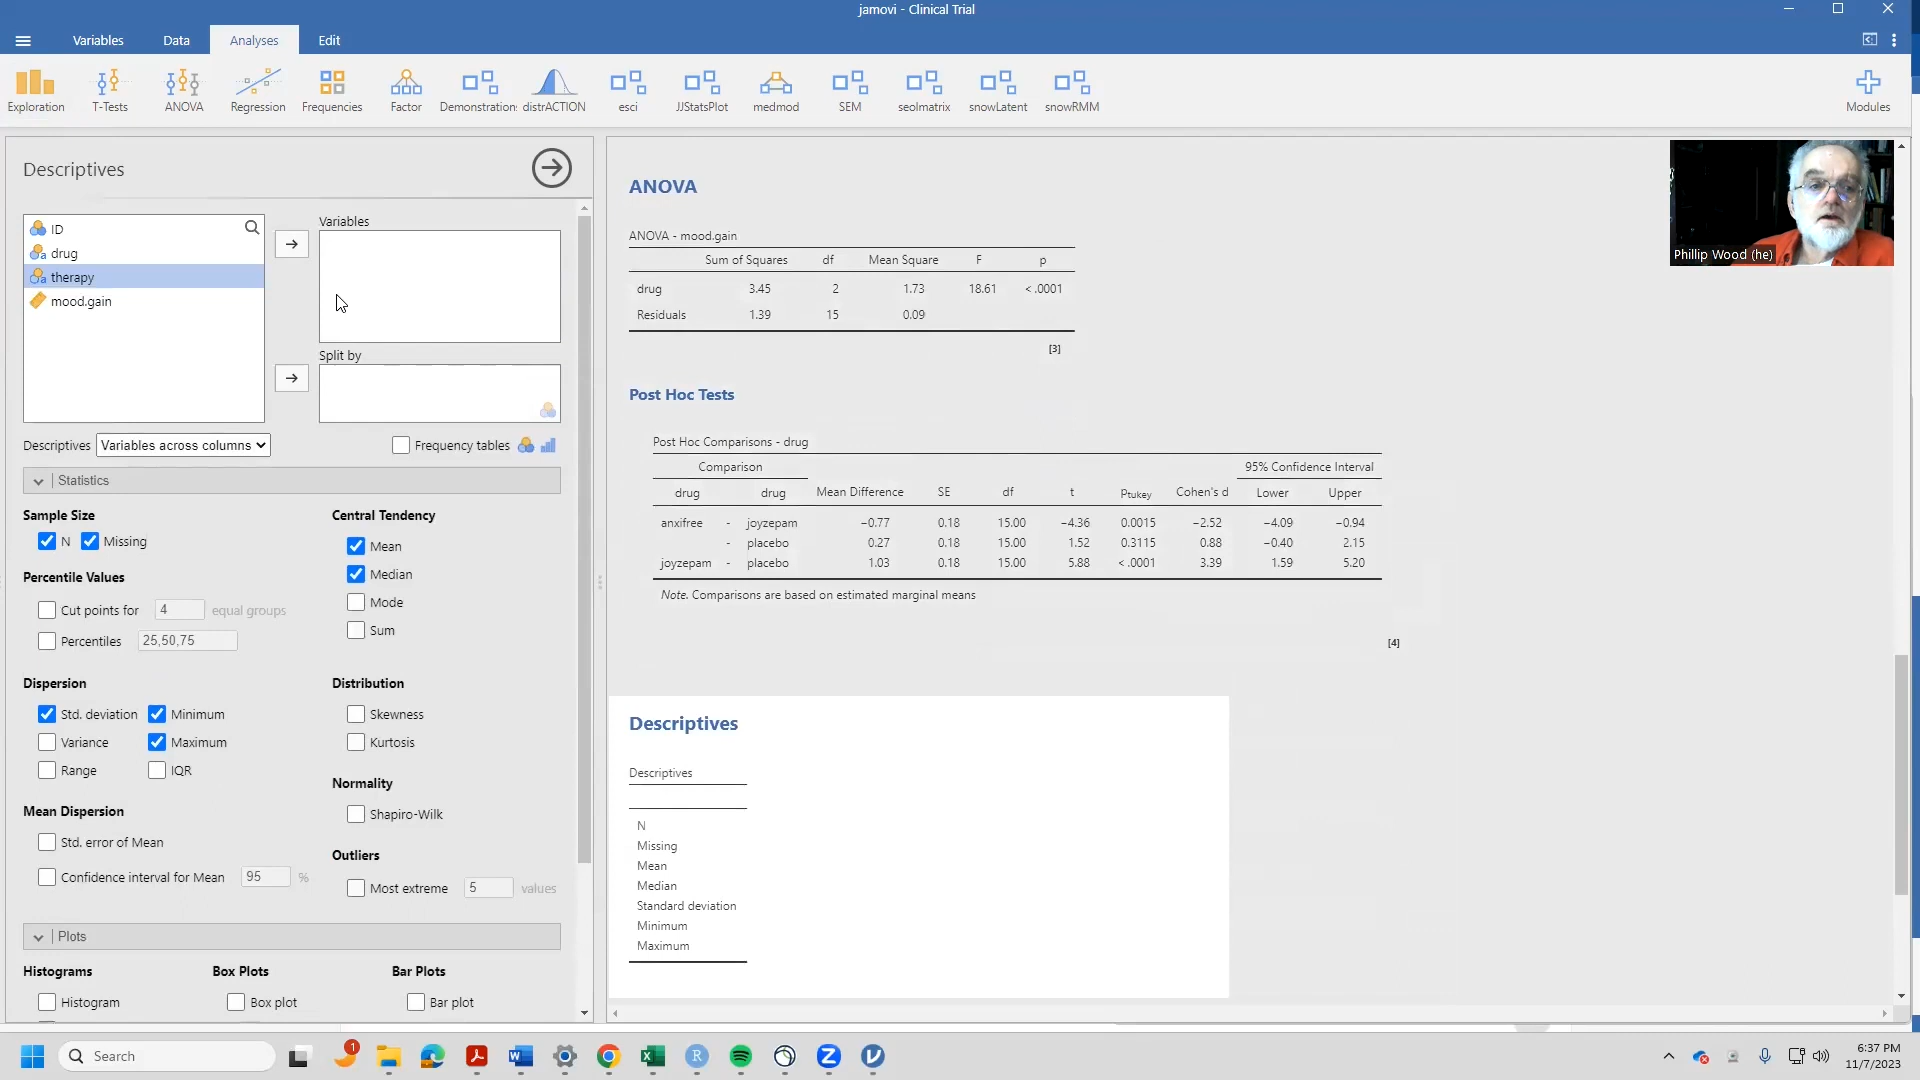 jamovi - Clinical Trial
Variables Data Analyses Edit
Exploration T-Tests ANOVA Regression Frequencies Factor Demonstrations distrACTION esci JJStatsPlot medmod SEM seolmatrix snowLatent snowRMM Modules
Descriptives
ID
drug
therapy
mood.gain
Variables
Split by
Descriptives Variables across columns Frequency tables
Statistics
Sample Size
N Missing
Percentile Values
Cut points for 4 equal groups
Percentiles 25,50,75
Dispersion
Std. deviation Minimum
Variance Maximum
Range IQR
Mean Dispersion
Std. error of Mean
Confidence interval for Mean 95 %
Central Tendency
Mean
Median
Mode
Sum
Distribution
Skewness
Kurtosis
Normality
Shapiro-Wilk
Outliers
Most extreme 5 values
Plots
Histograms Box Plots Bar Plots
Histogram Box plot Bar plot
ANOVA
ANOVA - mood.gain
Sum of Squares df Mean Square F p
drug 3.45 2 1.73 18.61 < .0001
Residuals 1.39 15 0.09
[3]
Post Hoc Tests
Post Hoc Comparisons - drug
Comparison 95% Confidence Interval
drug drug Mean Difference SE df t Ptukey Cohen's d Lower Upper
anxifree - joyzepam −0.77 0.18 15.00 −4.36 0.0015 −2.52 −4.09 −0.94
- placebo 0.27 0.18 15.00 1.52 0.3115 0.88 −0.40 2.15
joyzepam - placebo 1.03 0.18 15.00 5.88 < .0001 3.39 1.59 5.20
Note. Comparisons are based on estimated marginal means
[4]
Descriptives
Descriptives
N
Missing
Mean
Median
Standard deviation
Minimum
Maximum
Phillip Wood (he)
Search
1
6:37 PM
11/7/2023